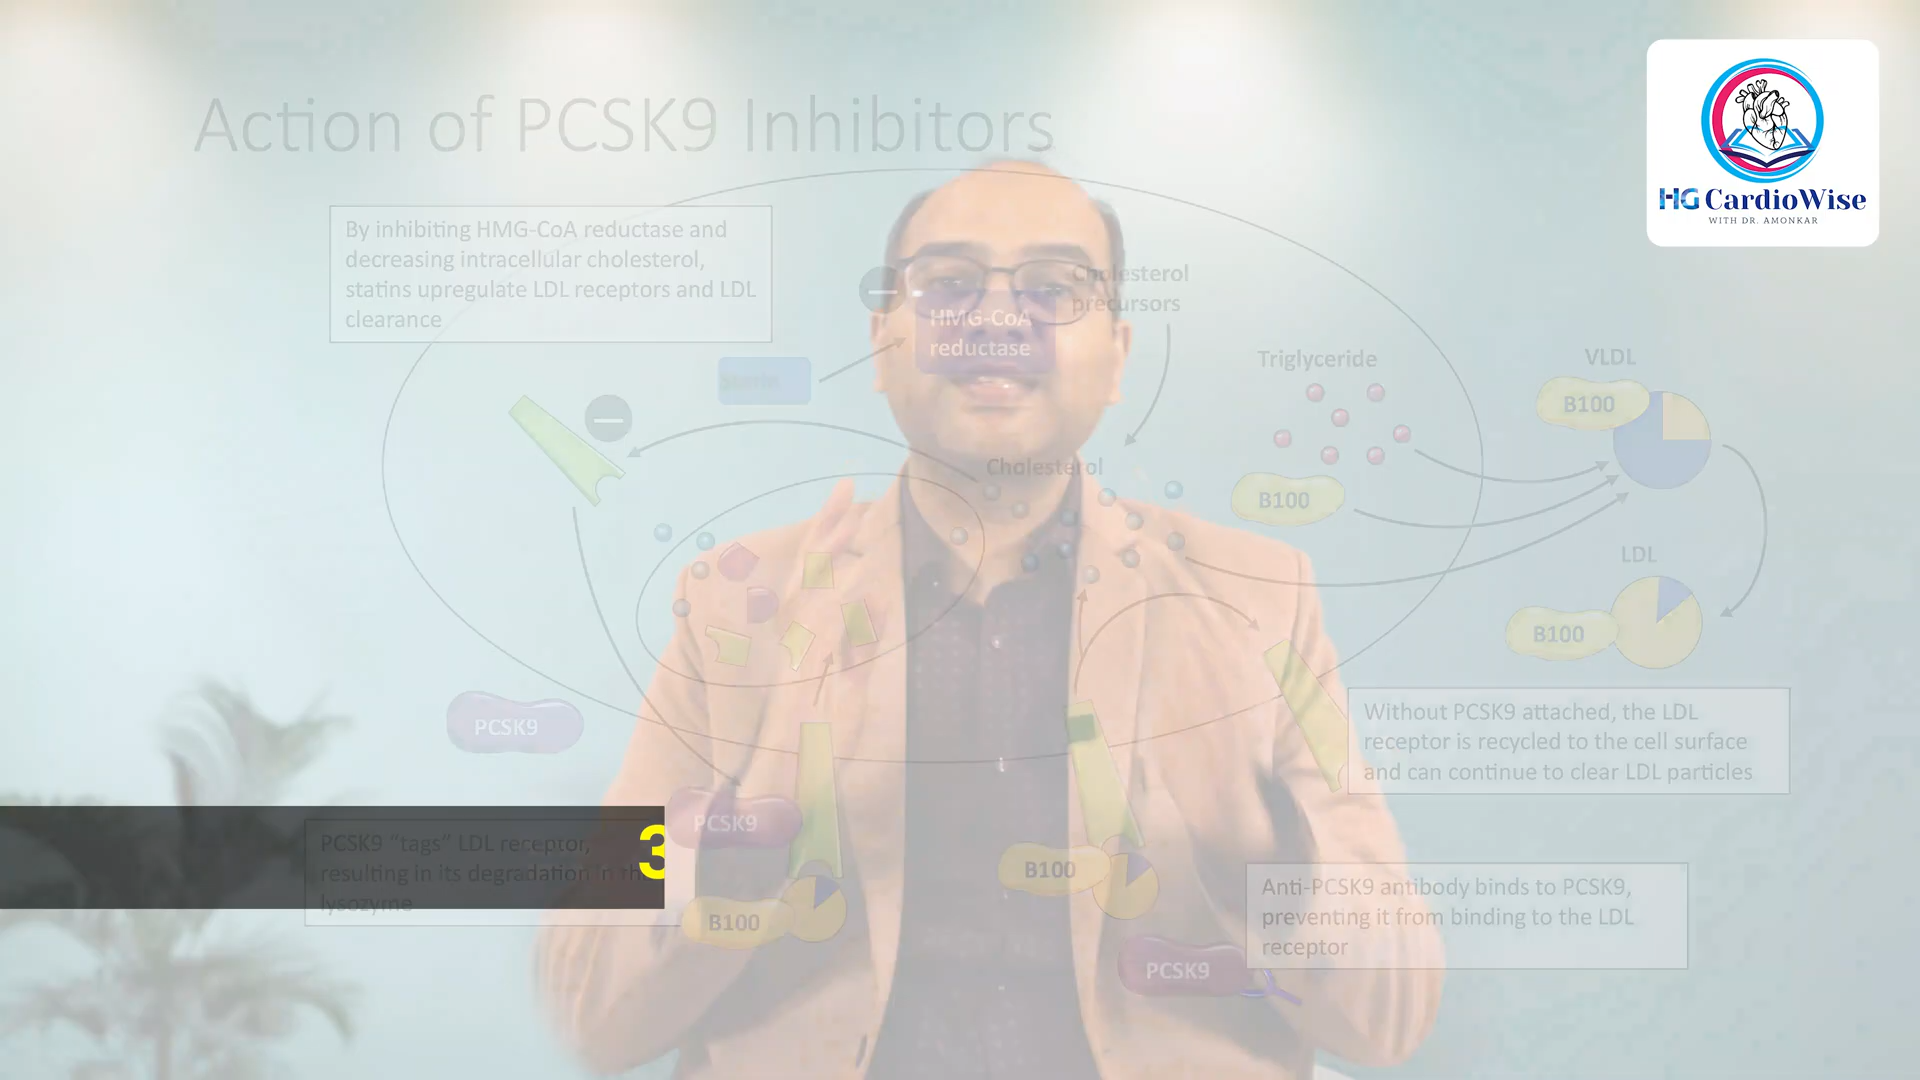 Action of PCSK9 Inhibitors
HG CardioWise
WITH DR. AMONKAR
By inhibiting HMG-CoA reductase and
decreasing intracellular cholesterol,
statins upregulate LDL receptors and LDL
clearance
Cholesterol
precursors
HMG-CoA
reductase
Statin
Triglyceride
VLDL
B100
Cholesterol
B100
LDL
B100
PCSK9
Without PCSK9 attached, the LDL
receptor is recycled to the cell surface
and can continue to clear LDL particles
PCSK9
PCSK9 “tags” LDL receptor,
resulting in its degradation in the
lysozyme
3
B100
B100
Anti-PCSK9 antibody binds to PCSK9,
preventing it from binding to the LDL
receptor
PCSK9